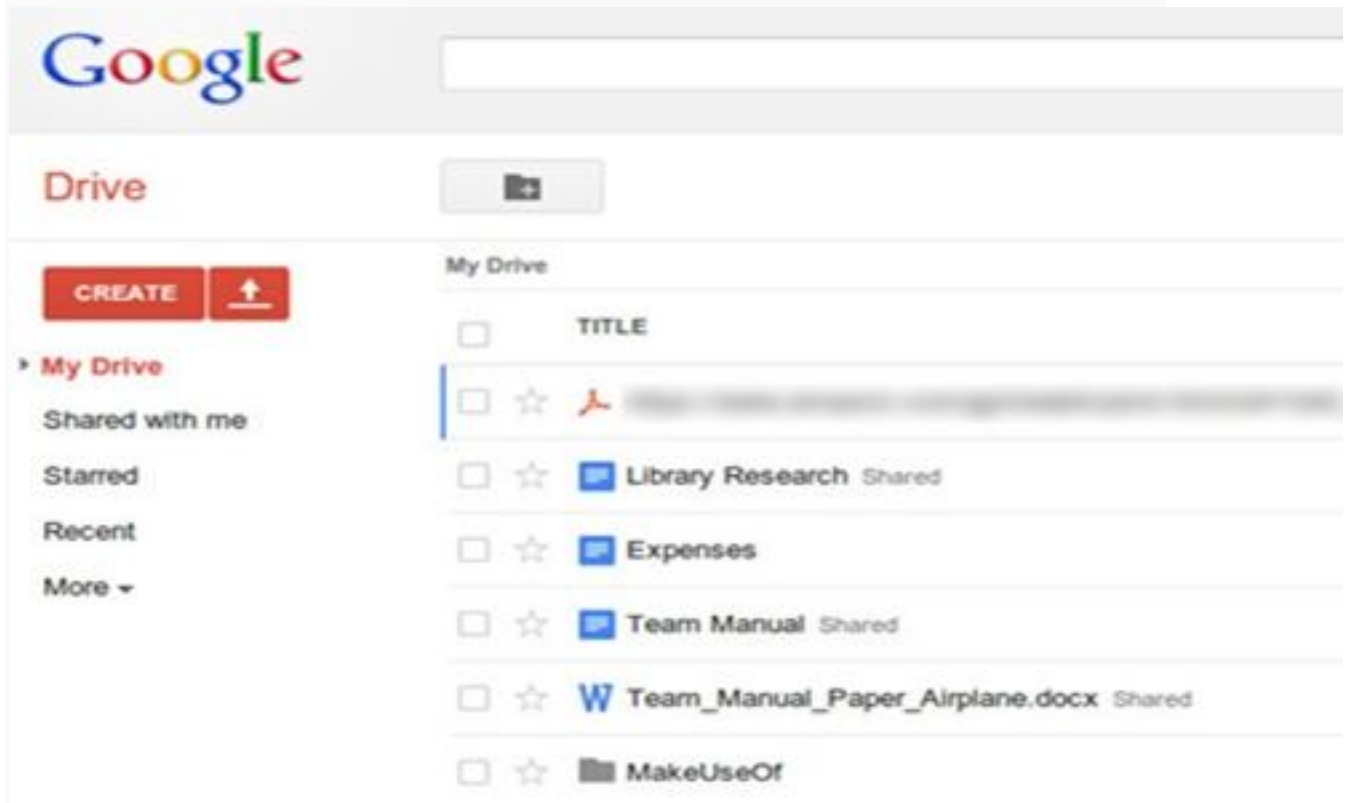 Google
Drive
CREATE
My Drive
Shared with me
Starred
Recent
More
My Drive
TITLE
Library Research Shared
Expenses
Team Manual Shared
Team_Manual_Paper_Airplane.docx Shared
MakeUseOf